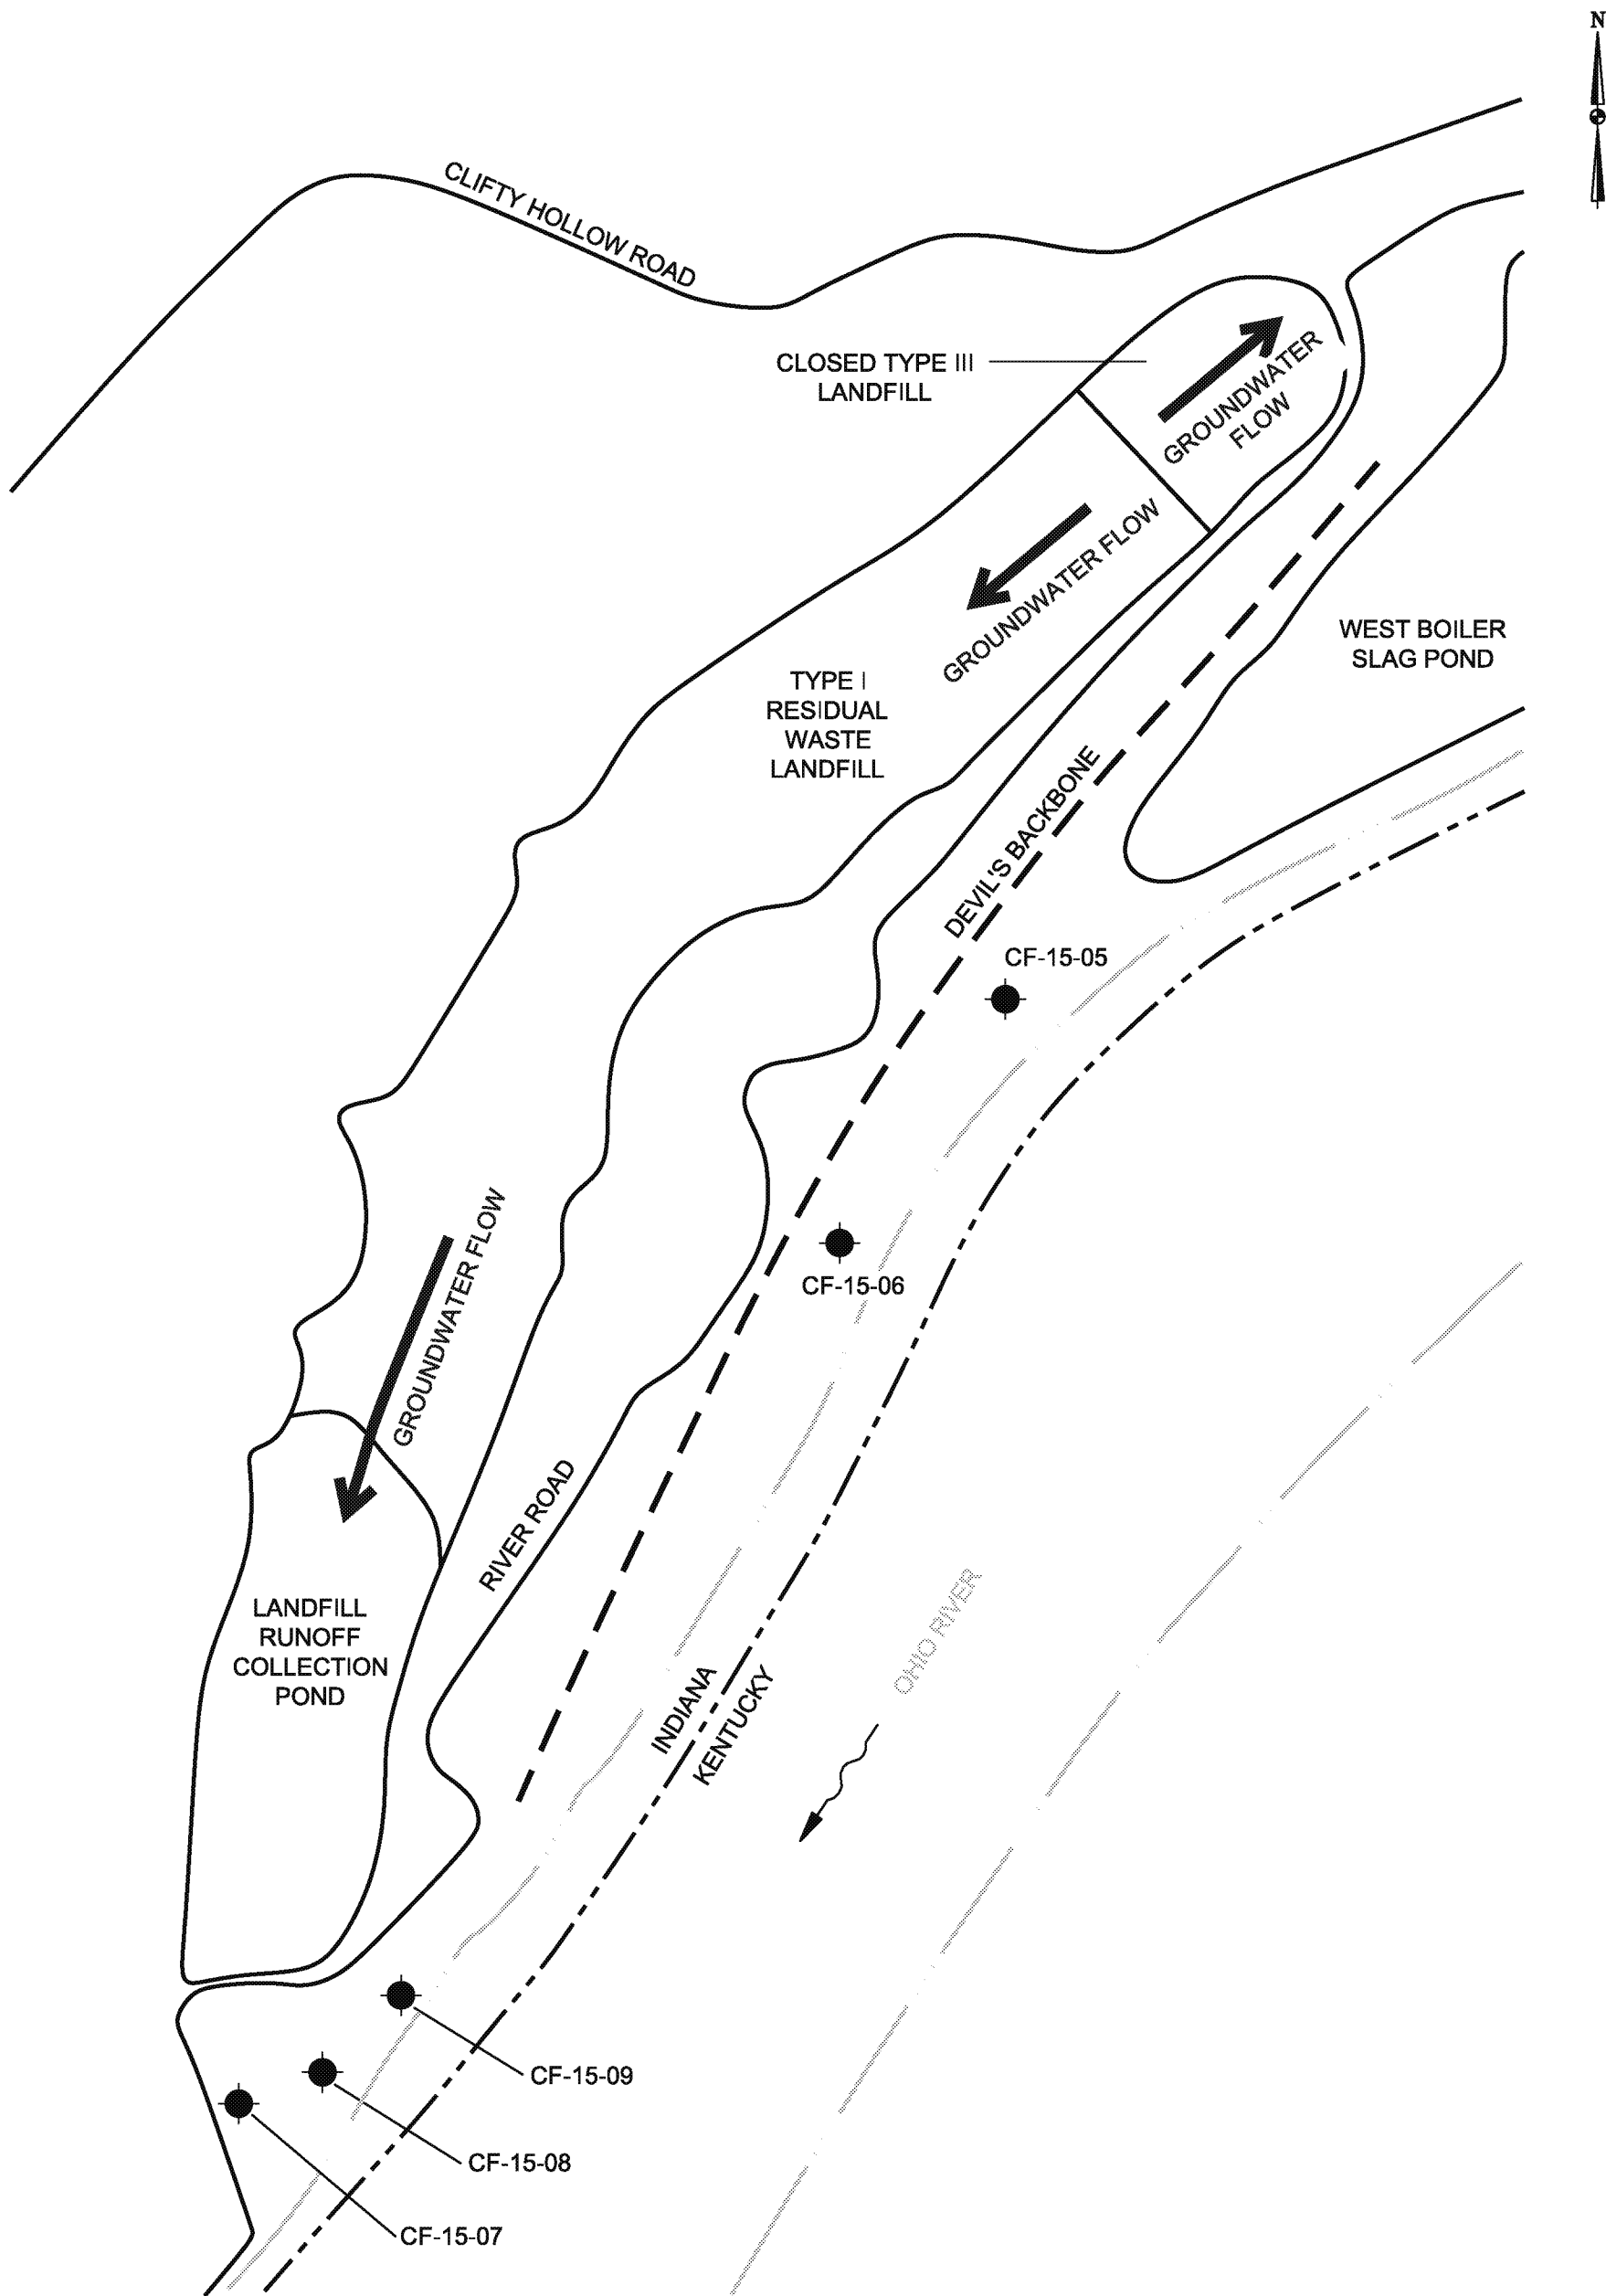 N
CLIFTY HOLLOW ROAD
CLOSED TYPE III
LANDFILL
GROUNDWATER
FLOW
GROUNDWATER FLOW
WEST BOILER
SLAG POND
TYPE I
RESIDUAL
WASTE
LANDFILL
DEVIL'S BACKBONE
CF-15-05
CF-15-06
GROUNDWATER FLOW
RIVER ROAD
LANDFILL
RUNOFF
COLLECTION
POND
OHIO RIVER
INDIANA
KENTUCKY
CF-15-09
CF-15-08
CF-15-07